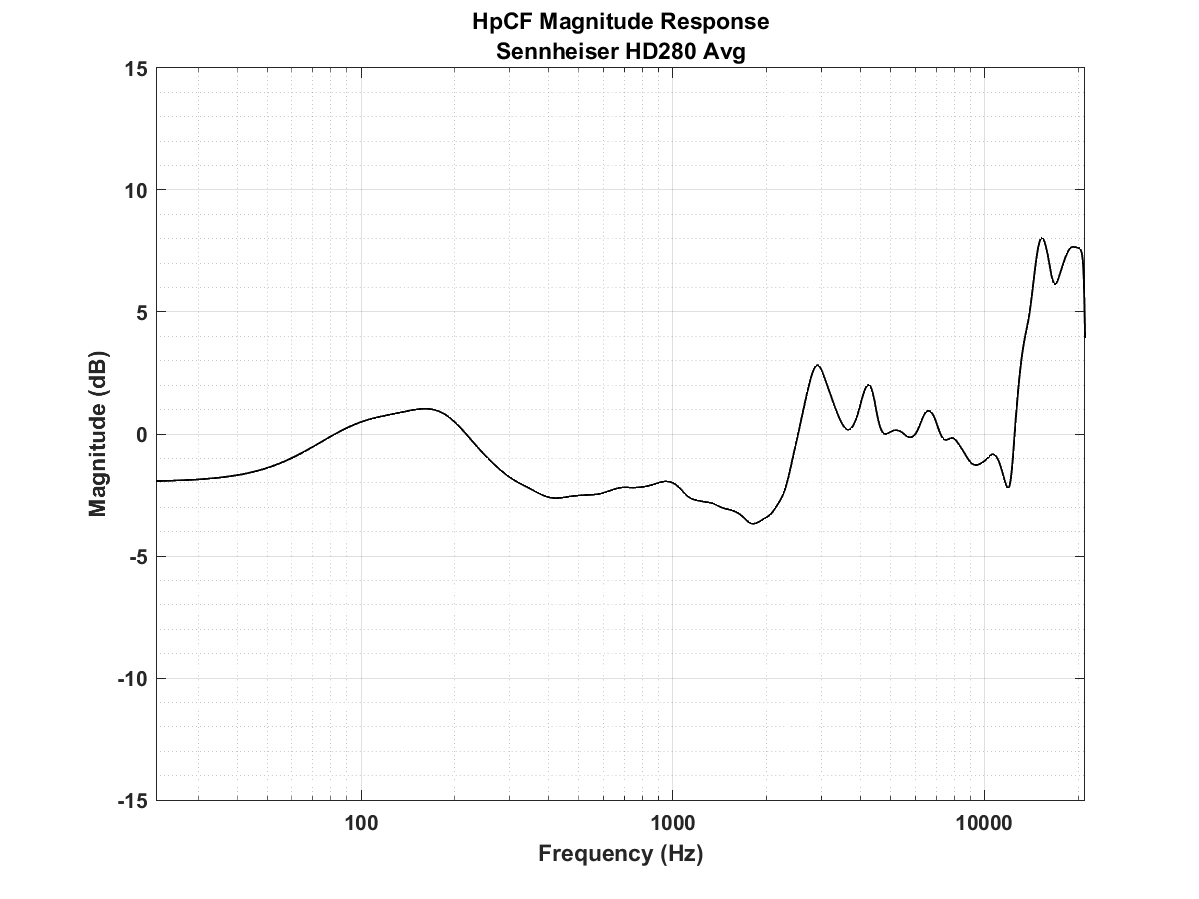 HpCF Magnitude Response
Sennheiser HD280 Avg
15
10
5
0
-5
-10
-15
Magnitude (dB)
100 1000 10000
Frequency (Hz)